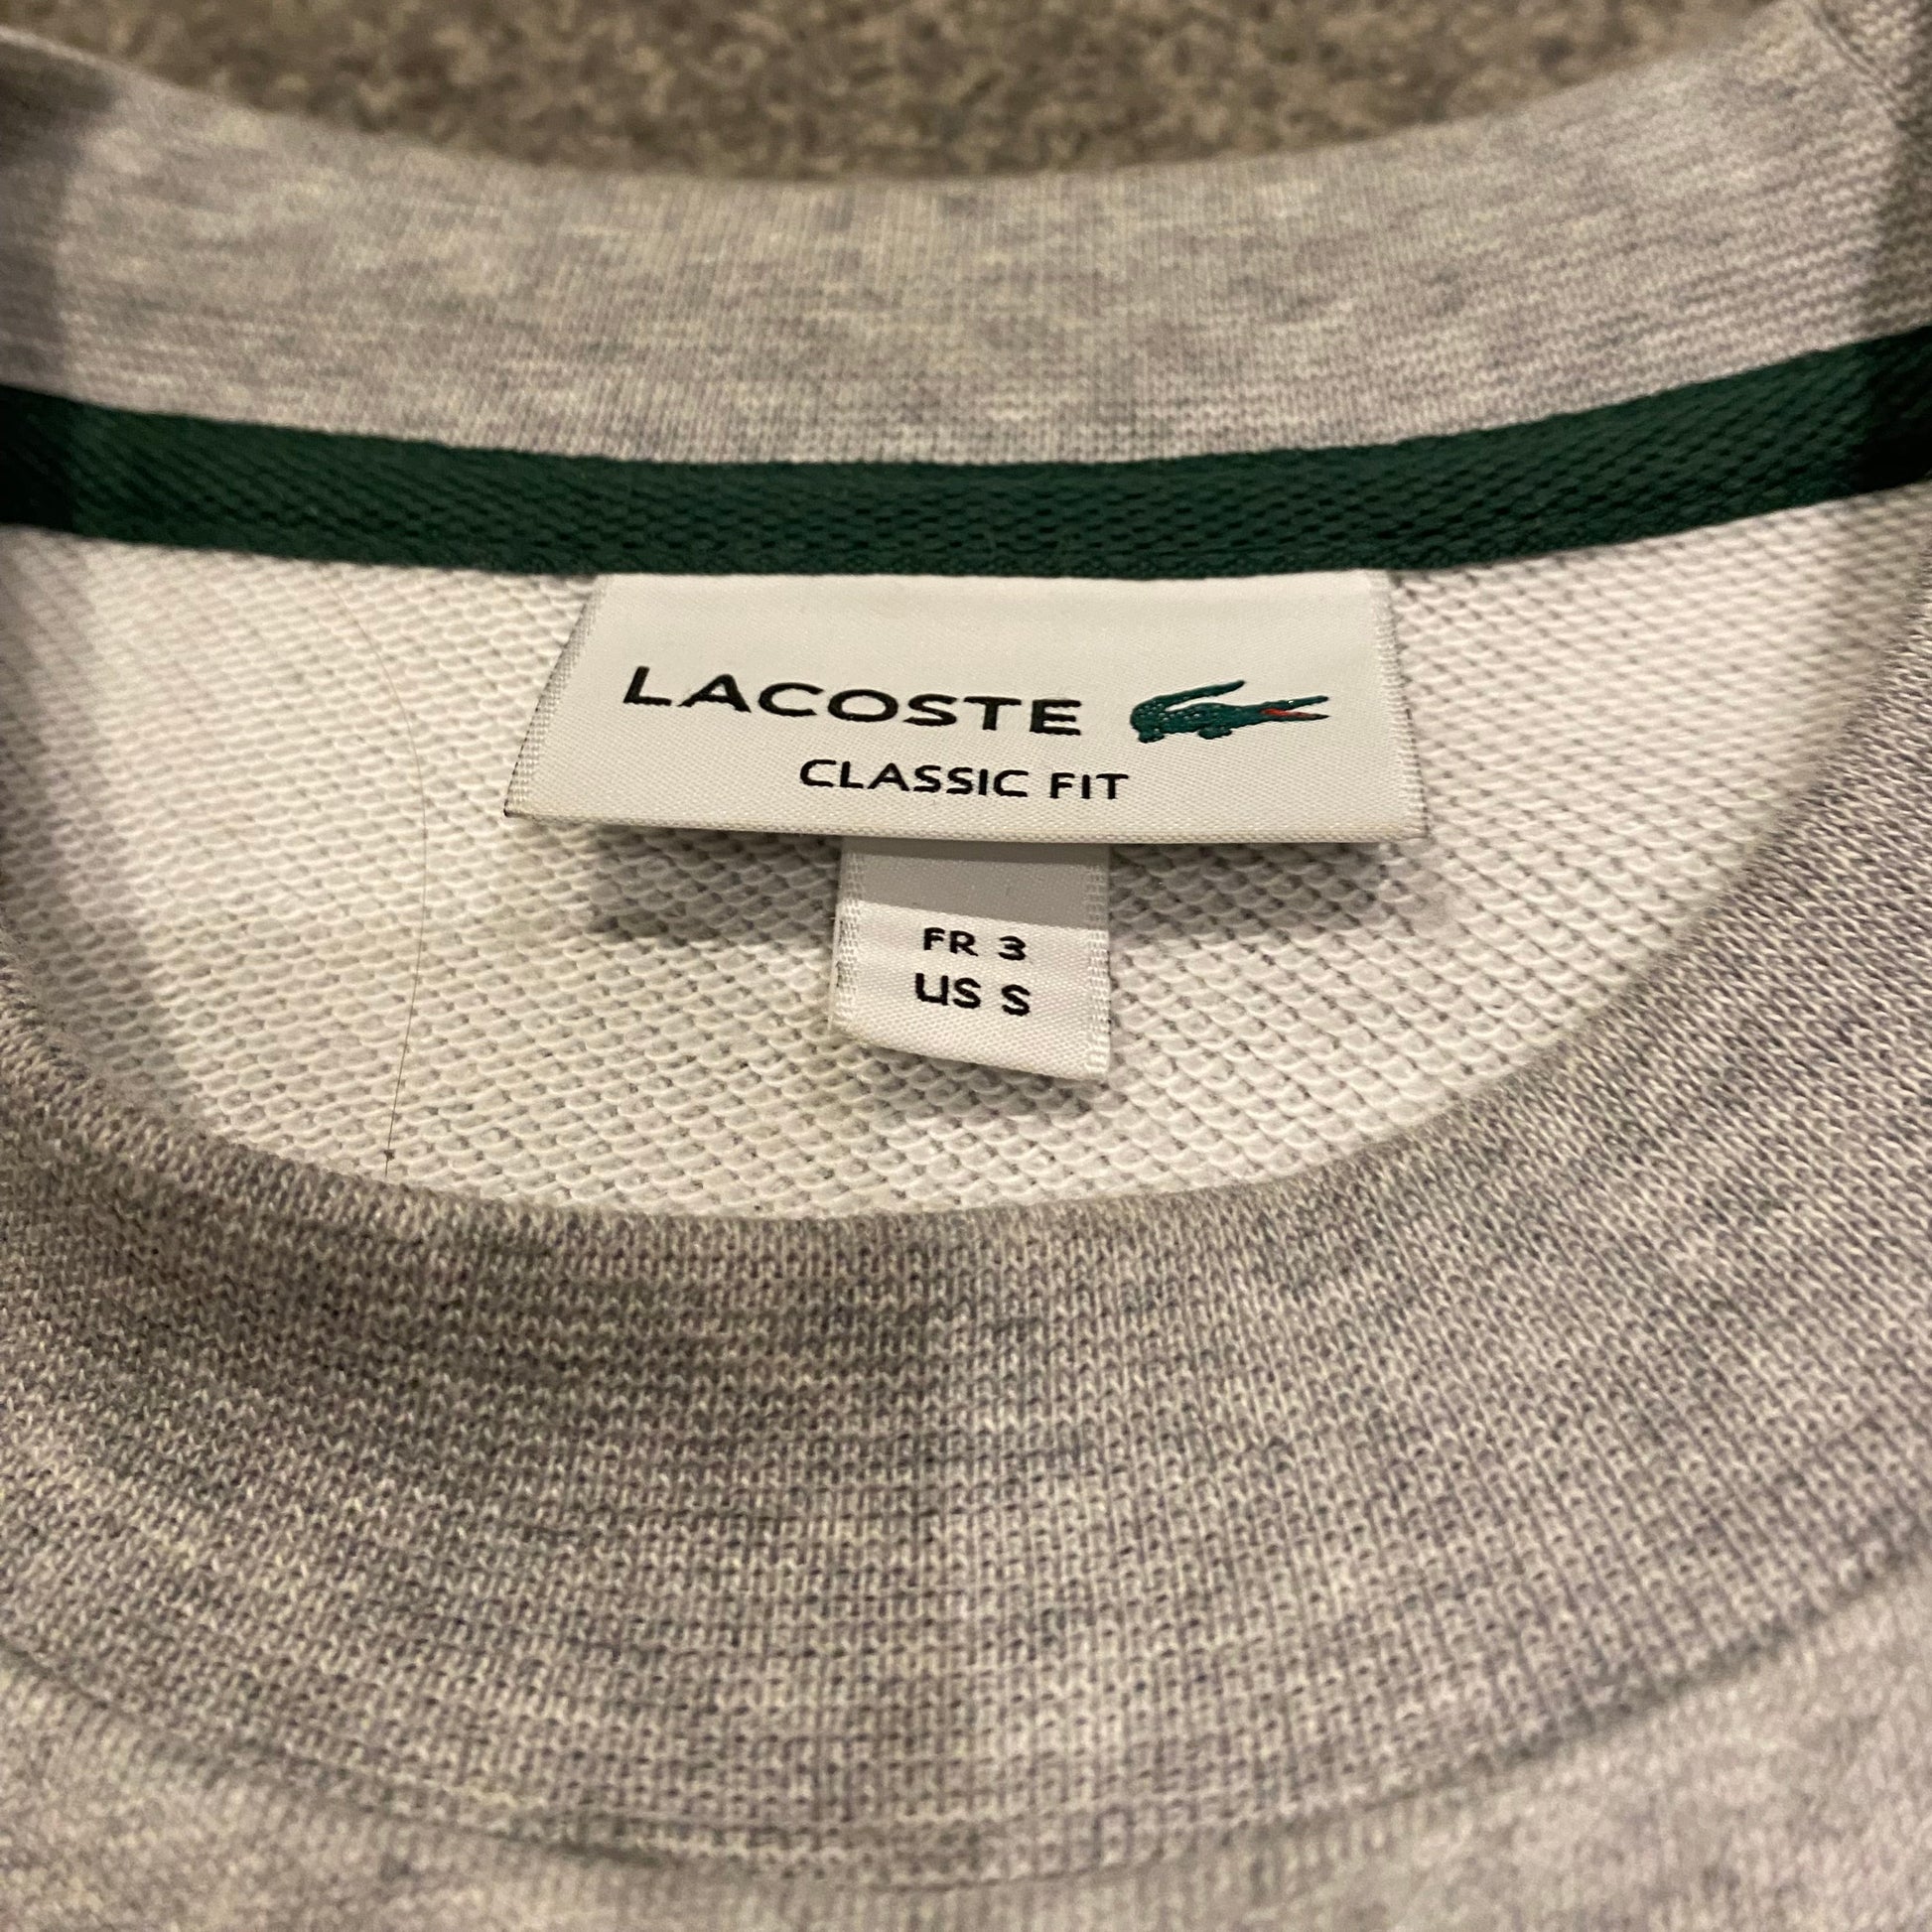 LACOSTE
CLASSIC FIT
FR 3
US S